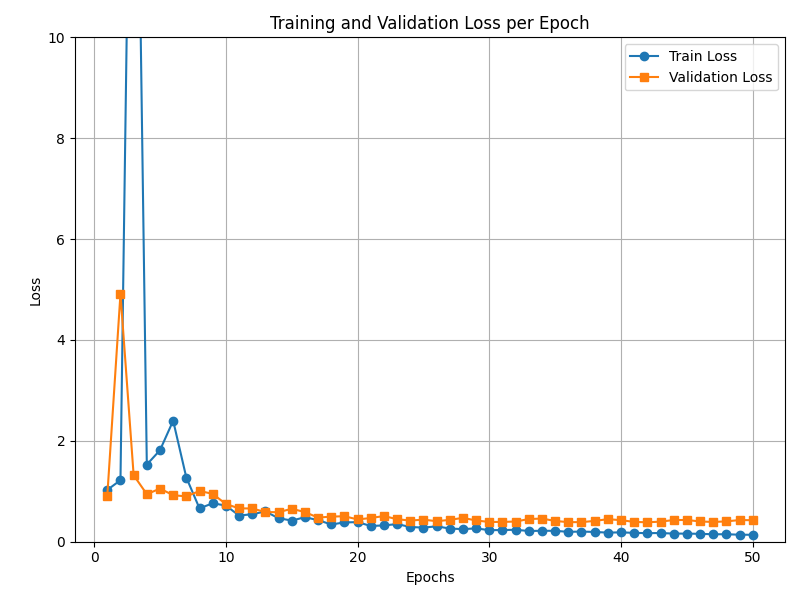 Training and Validation Loss per Epoch
Train Loss
Validation Loss
Loss
10
8
6
4
2
0
0 10 20 30 40 50
Epochs